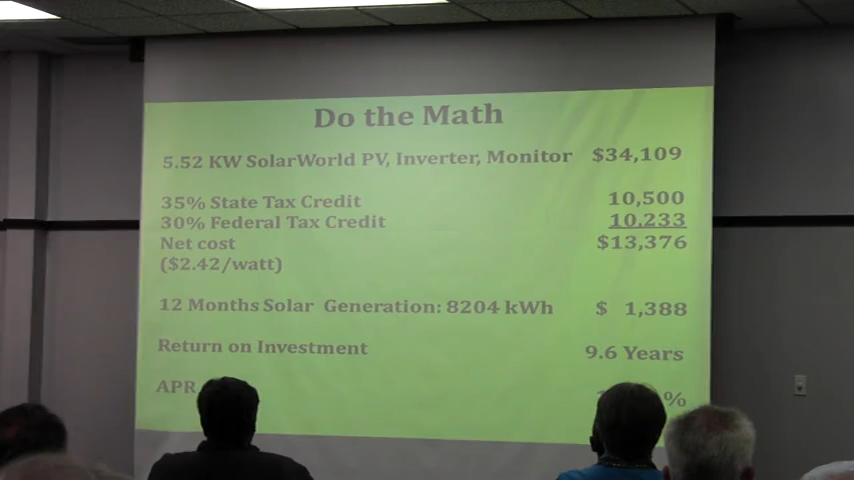 Do the Math
5.52 KW SolarWorld PV, Inverter, Monitor $34,109
35% State Tax Credit 10,500
30% Federal Tax Credit 10,233
Net cost $13,376
($2.42/watt)
12 Months Solar Generation: 8204 kWh $ 1,388
Return on Investment 9.6 Years
APR %